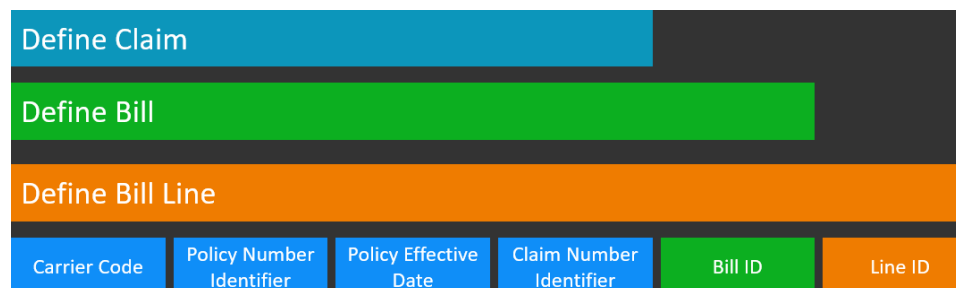 Define Claim
Define Bill
Define Bill Line
Carrier Code
Policy Number
Identifier
Policy Effective
Date
Claim Number
Identifier
Bill ID
Line ID